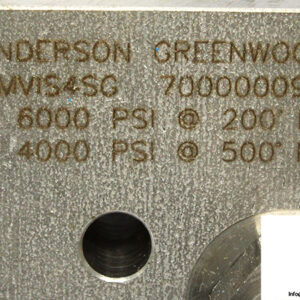 NDERSON GREENWOO
MVIS4SG 70000009
6000 PSI @ 200°
4000 PSI @ 500°